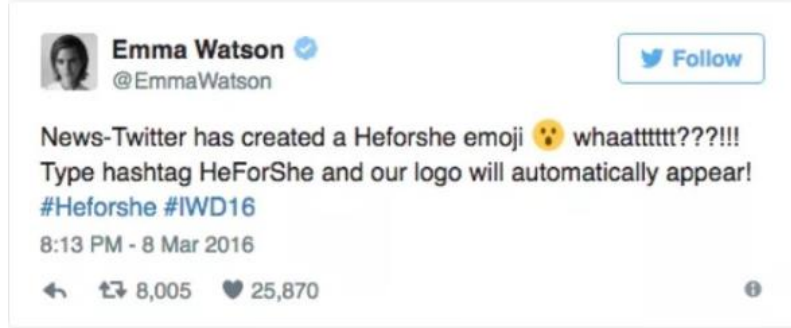 Emma Watson
Follow
@EmmaWatson
News-Twitter has created a Heforshe emoji 😮 whaatttttt???!!!
Type hashtag HeForShe and our logo will automatically appear!
#Heforshe #IWD16
8:13 PM - 8 Mar 2016
8,005 25,870